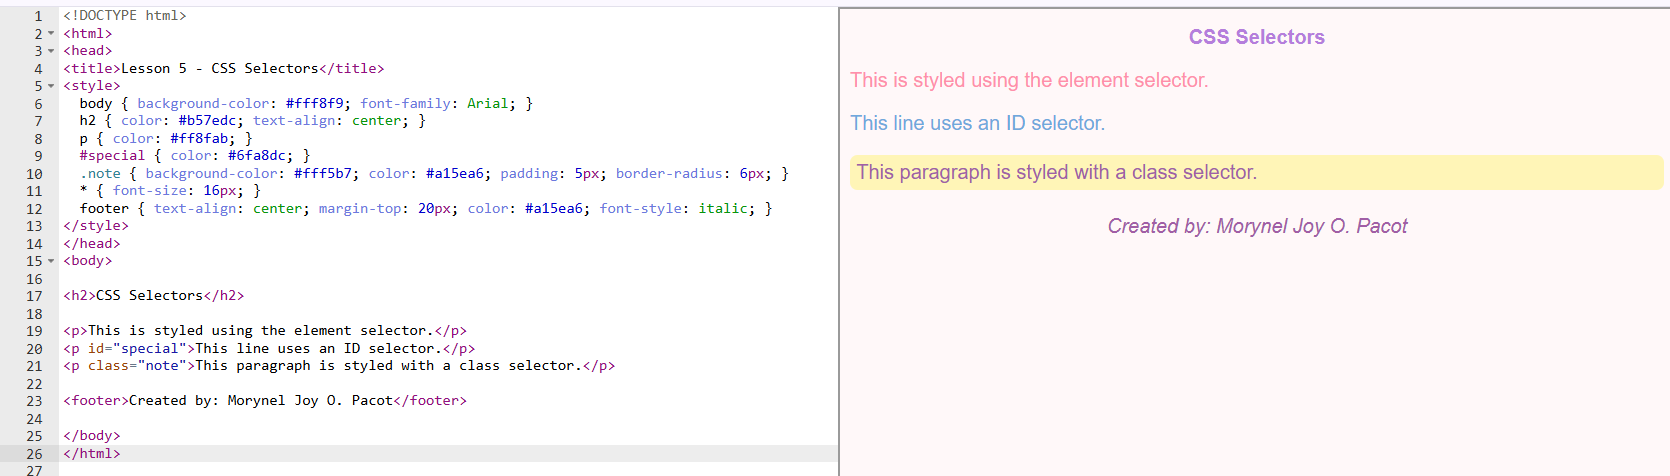 1 <!DOCTYPE html>
2 <html>
3 <head>
4 <title>Lesson 5 - CSS Selectors</title>
5 <style>
6 body { background-color: #fff8f9; font-family: Arial; }
7 h2 { color: #b57edc; text-align: center; }
8 p { color: #ff8fab; }
9 #special { color: #6fa8dc; }
10 .note { background-color: #fff5b7; color: #a15ea6; padding: 5px; border-radius: 6px; }
11 * { font-size: 16px; }
12 footer { text-align: center; margin-top: 20px; color: #a15ea6; font-style: italic; }
13 </style>
14 </head>
15 <body>
16
17 <h2>CSS Selectors</h2>
18
19 <p>This is styled using the element selector.</p>
20 <p id="special">This line uses an ID selector.</p>
21 <p class="note">This paragraph is styled with a class selector.</p>
22
23 <footer>Created by: Morynel Joy O. Pacot</footer>
24
25 </body>
26 </html>
27
CSS Selectors
This is styled using the element selector.
This line uses an ID selector.
This paragraph is styled with a class selector.
Created by: Morynel Joy O. Pacot